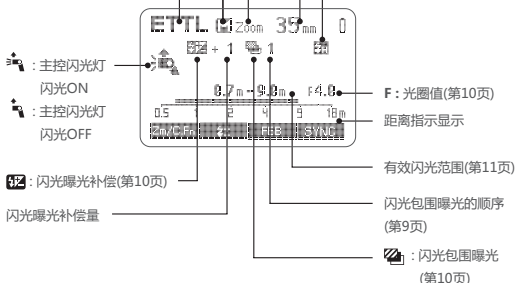 ETTL Zoom 35mm
+ 1 1
0.7m - 9.0m F4.0
0.5 1 2 4 9 18m
Zm/C.Fn FEB SYNC
：主控闪光灯
闪光ON
：主控闪光灯
闪光OFF
：闪光曝光补偿(第10页)
闪光曝光补偿量
F：光圈值(第10页)
距离指示显示
有效闪光范围(第11页)
闪光包围曝光的顺序
(第9页)
：闪光包围曝光
(第10页)